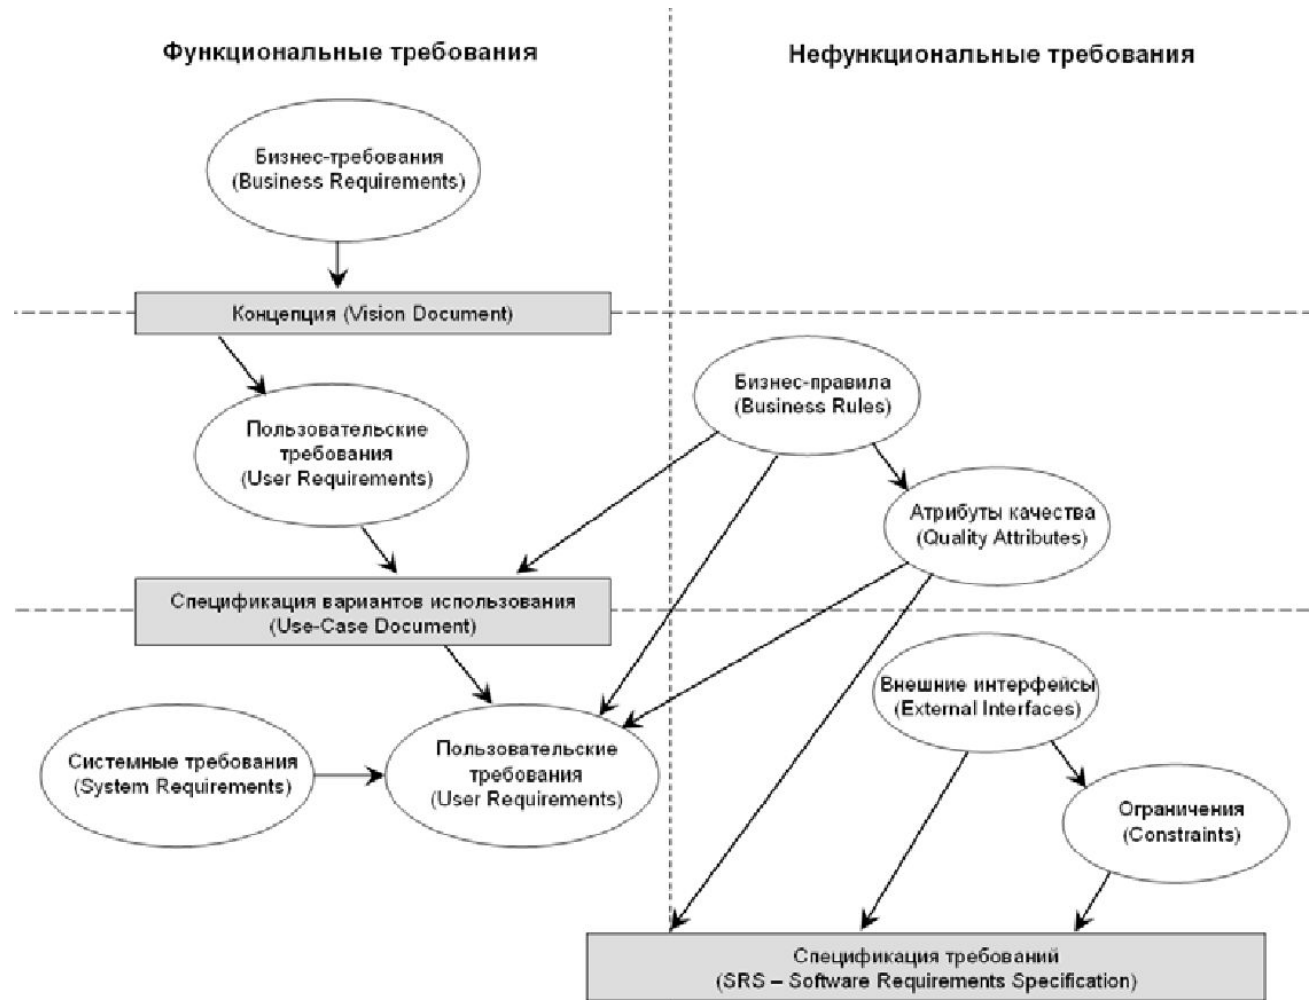 Функциональные требования
Нефункциональные требования
Бизнес-требования
(Business Requirements)
Концепция (Vision Document)
Бизнес-правила
(Business Rules)
Пользовательские
требования
(User Requirements)
Атрибуты качества
(Quality Attributes)
Спецификация вариантов использования
(Use-Case Document)
Внешние интерфейсы
(External Interfaces)
Системные требования
(System Requirements)
Пользовательские
требования
(User Requirements)
Ограничения
(Constraints)
Спецификация требований
(SRS – Software Requirements Specification)